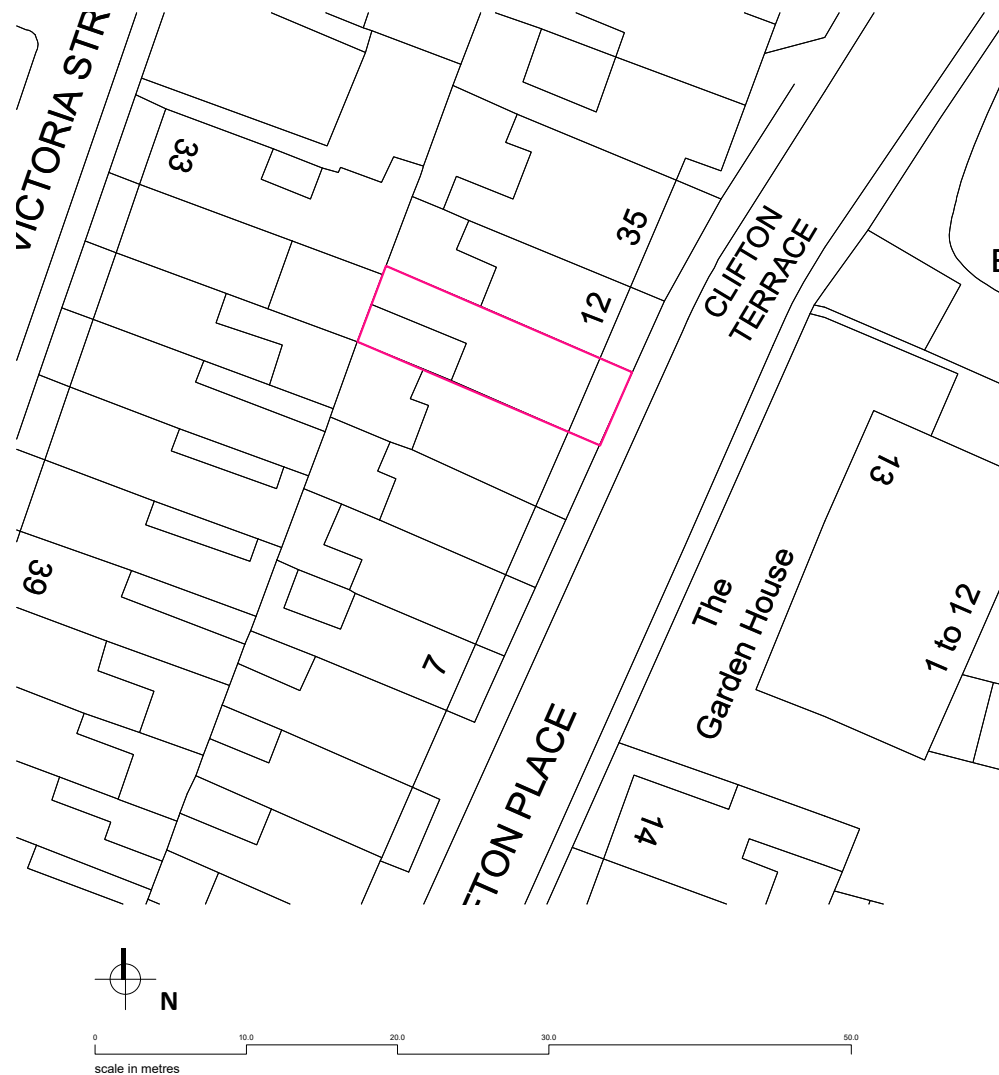 VICTORIA STR
33
35
12
CLIFTON
TERRACE
E
13
39
The
Garden House
1 to 12
7
FTON PLACE
14
N
0
10.0
20.0
30.0
50.0
scale in metres